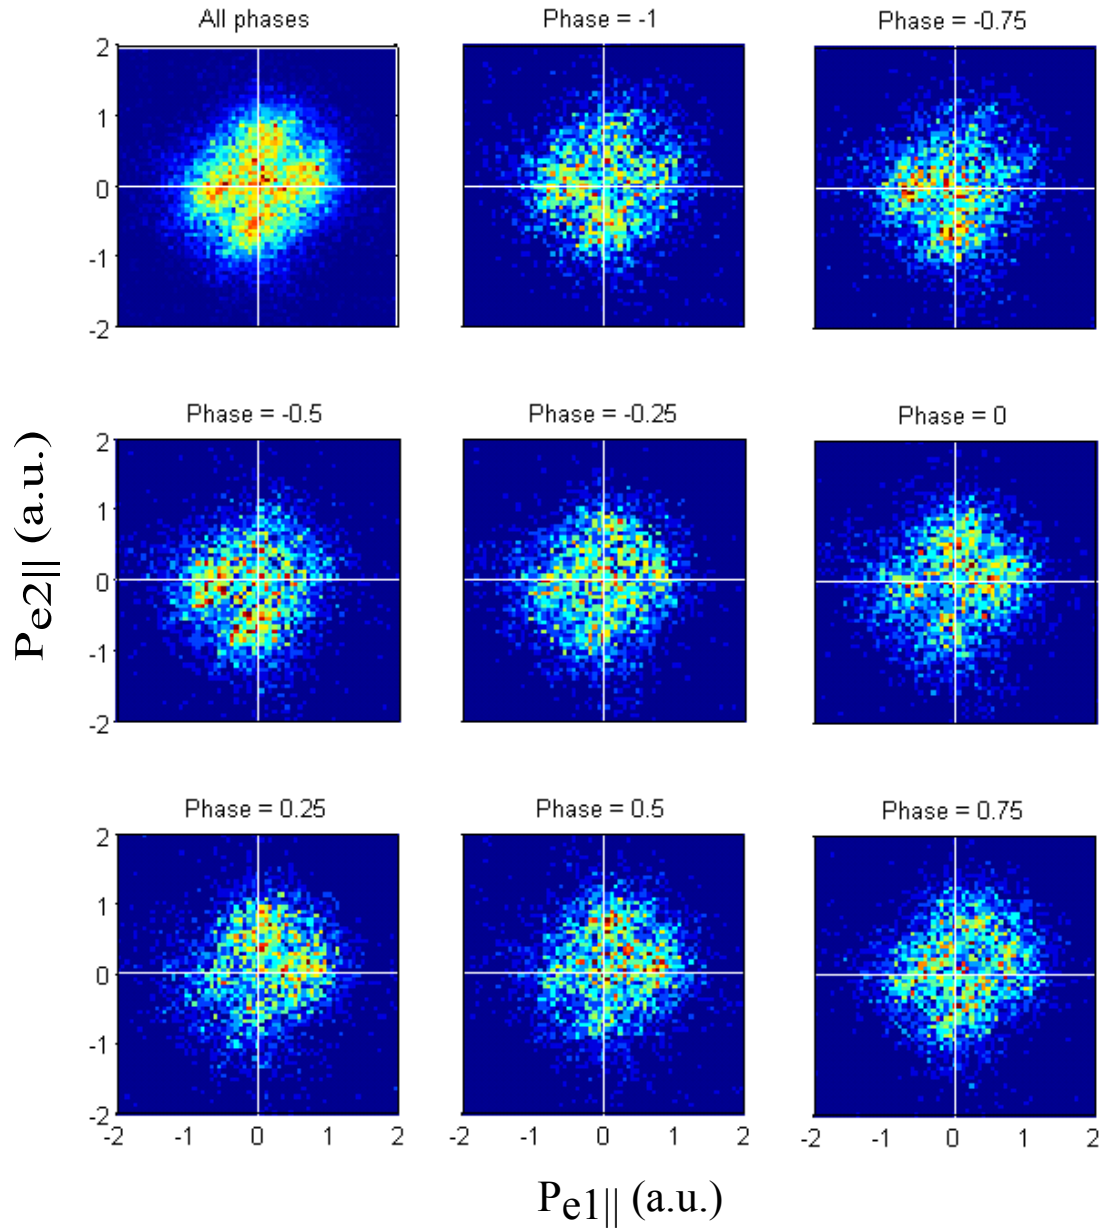 All phases
Phase = -1
Phase = -0.75
2
1
0
-1
-2
Phase = -0.5
Phase = -0.25
Phase = 0
Pe2|| (a.u.)
2
1
0
-1
-2
Phase = 0.25
Phase = 0.5
Phase = 0.75
2
1
0
-1
-2
-2 -1 0 1 2
-2 -1 0 1 2
-2 -1 0 1 2
Pe1|| (a.u.)